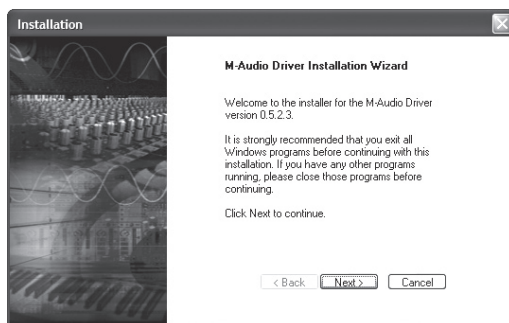 Installation
M-Audio Driver Installation Wizard
Welcome to the installer for the M-Audio Driver
version 0.5.2.3.
It is strongly recommended that you exit all
Windows programs before continuing with this
installation. If you have any other programs
running, please close those programs before
continuing.
Click Next to continue.
< Back Next > Cancel